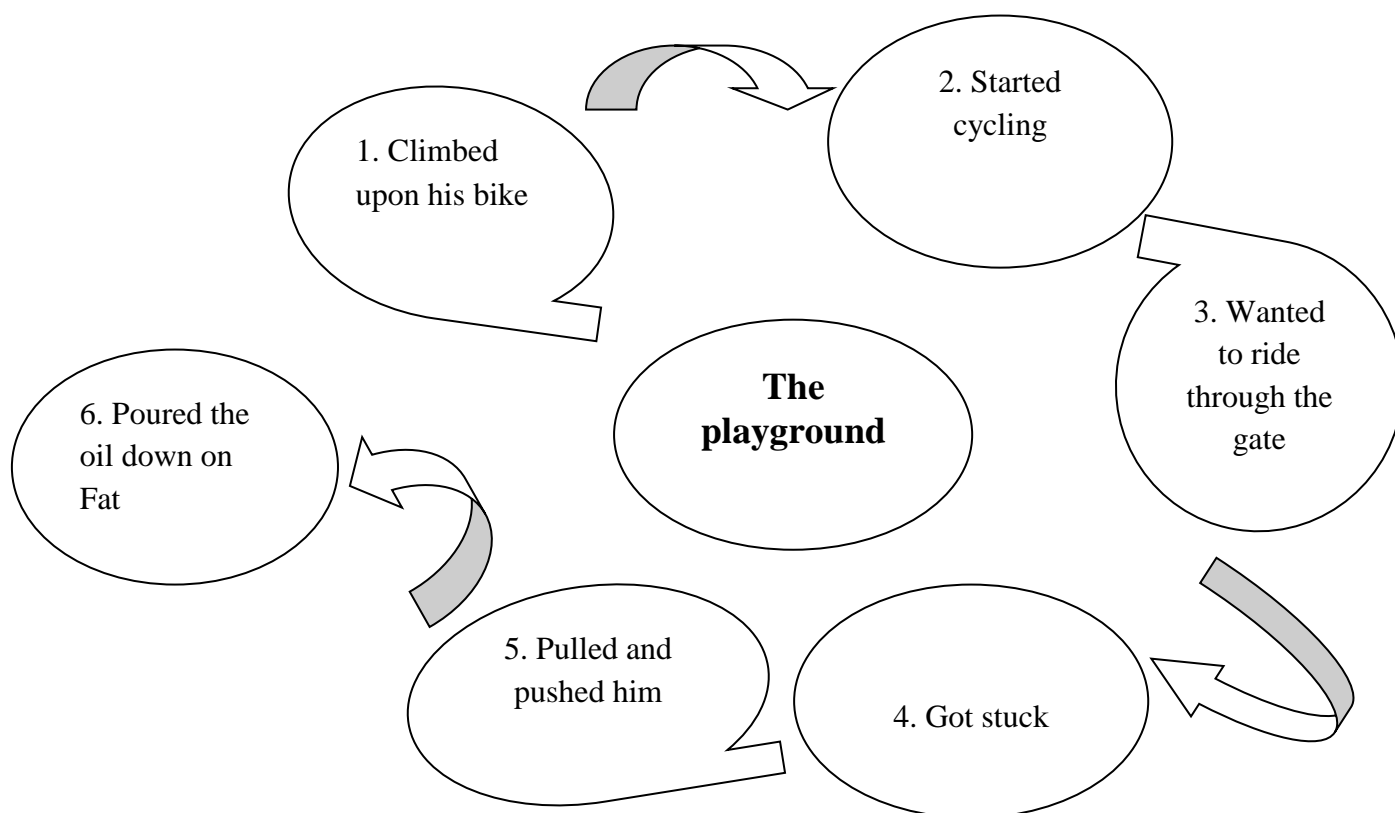 1. Climbed
upon his bike
2. Started
cycling
3. Wanted
to ride
through the
gate
4. Got stuck
5. Pulled and
pushed him
6. Poured the
oil down on
Fat
The
playground